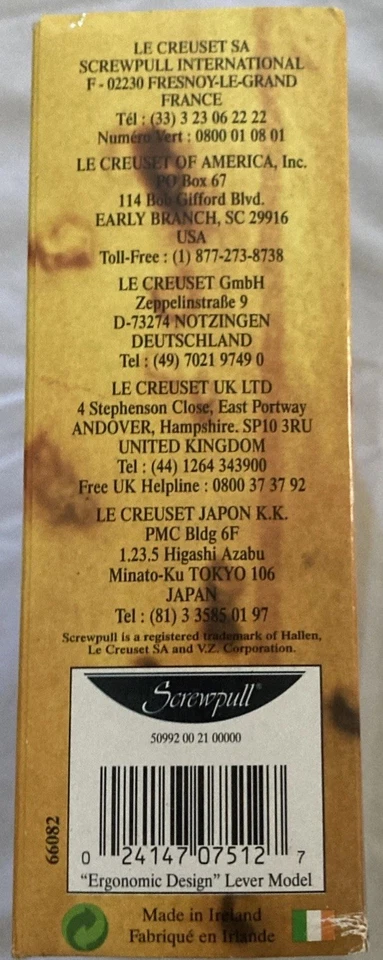 LE CREUSET SA
SCREWPULL INTERNATIONAL
F - 02230 FRESNOY-LE-GRAND
FRANCE
Tél : (33) 3 23 06 22 22
Numéro Vert : 0800 01 08 01
LE CREUSET OF AMERICA, Inc.
PO Box 67
114 Bob Gifford Blvd.
EARLY BRANCH, SC 29916
USA
Toll-Free : (1) 877-273-8738
LE CREUSET GmbH
Zeppelinstraße 9
D-73274 NOTZINGEN
DEUTSCHLAND
Tel : (49) 7021 9749 0
LE CREUSET UK LTD
4 Stephenson Close, East Portway
ANDOVER, Hampshire. SP10 3RU
UNITED KINGDOM
Tel : (44) 1264 343900
Free UK Helpline : 0800 37 37 92
LE CREUSET JAPON K.K.
PMC Bldg 6F
1.23.5 Higashi Azabu
Minato-Ku TOKYO 106
JAPAN
Tel : (81) 3 3585 01 97
Screwpull is a registered trademark of Hallen,
Le Creuset SA and V.Z. Corporation.
Screwpull®
50992 00 21 00000
66082
0 24147 07512 7
“Ergonomic Design” Lever Model
Made in Ireland
Fabriqué en Irlande